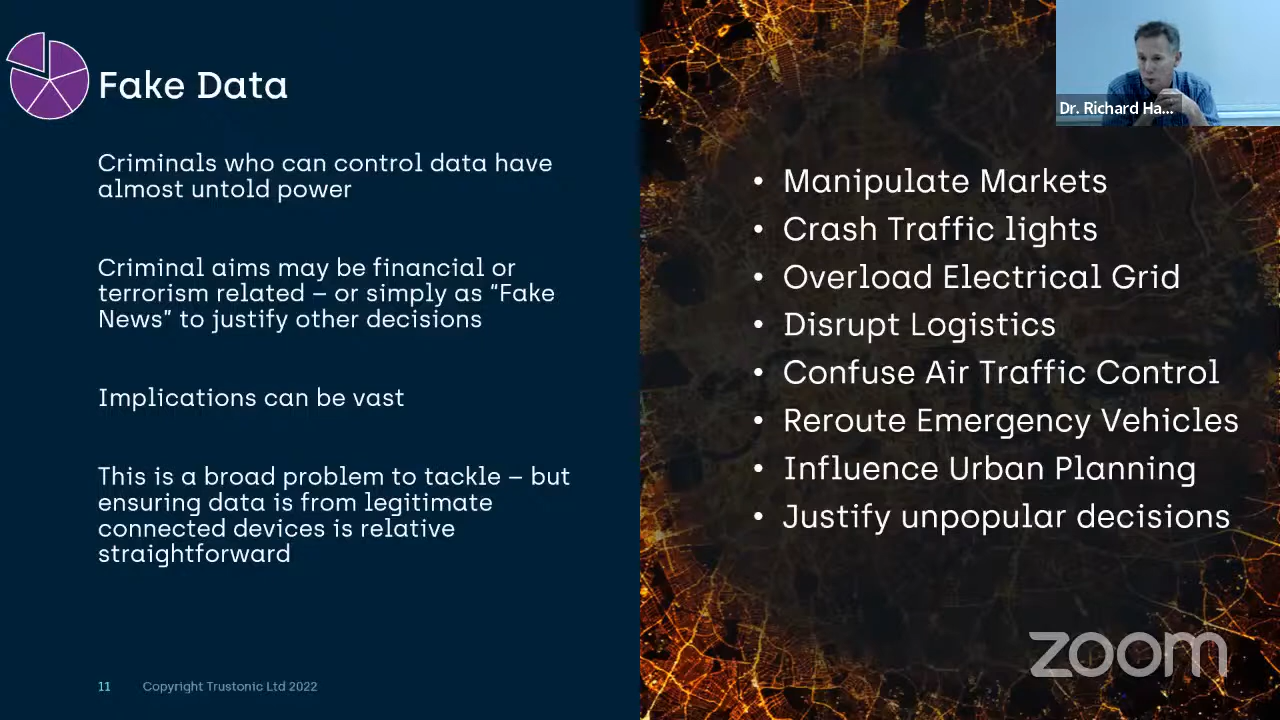 Fake Data
Criminals who can control data have
almost untold power
Criminal aims may be financial or
terrorism related – or simply as “Fake
News” to justify other decisions
Implications can be vast
This is a broad problem to tackle – but
ensuring data is from legitimate
connected devices is relative
straightforward
11 Copyright Trustonic Ltd 2022
Dr. Richard Ha...
• Manipulate Markets
• Crash Traffic lights
• Overload Electrical Grid
• Disrupt Logistics
• Confuse Air Traffic Control
• Reroute Emergency Vehicles
• Influence Urban Planning
• Justify unpopular decisions
zoom